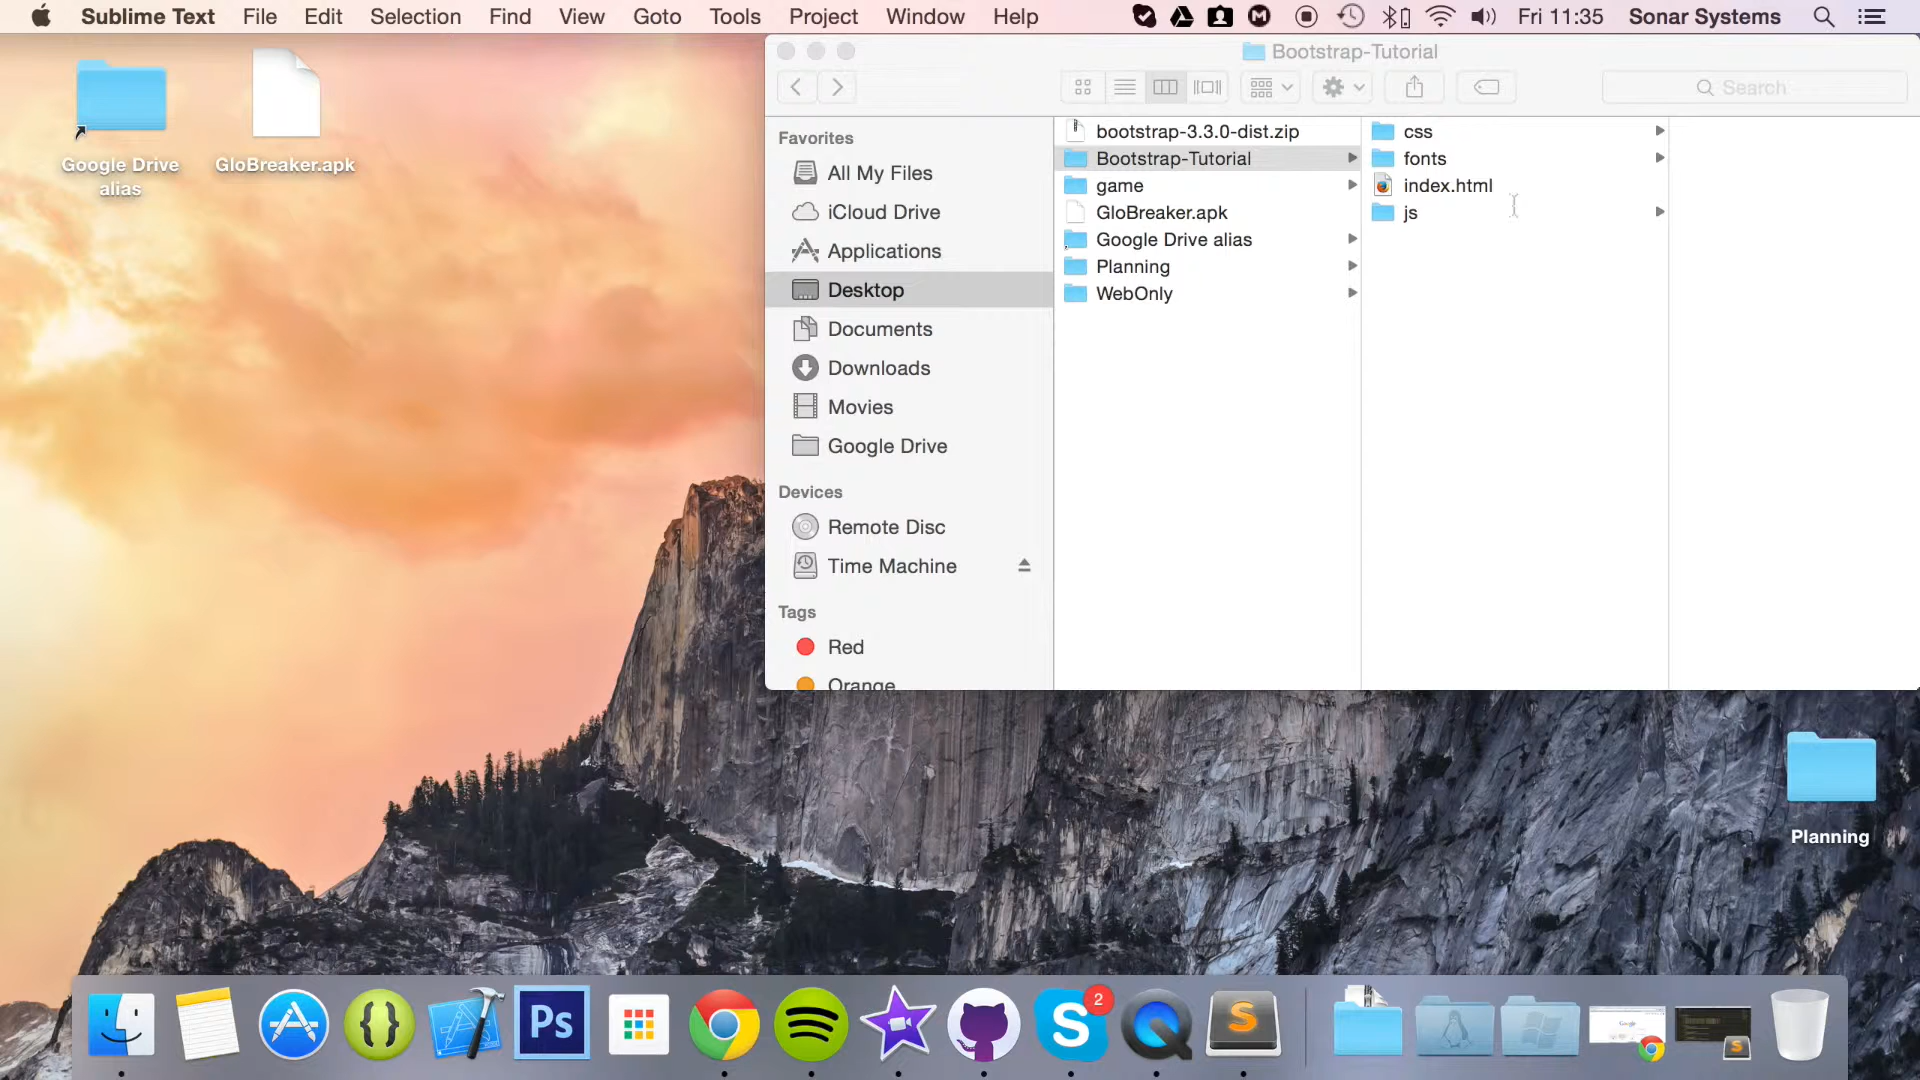 Sublime Text File Edit Selection Find View Goto Tools Project Window Help Fri 11:35 Sonar Systems
Google Drive
alias
GloBreaker.apk
Bootstrap-Tutorial
Search
Favorites
All My Files
iCloud Drive
Applications
Desktop
Documents
Downloads
Movies
Google Drive
Devices
Remote Disc
Time Machine
Tags
Red
Orange
bootstrap-3.3.0-dist.zip
Bootstrap-Tutorial
game
GloBreaker.apk
Google Drive alias
Planning
WebOnly
css
fonts
index.html
js
Planning
Ps
2